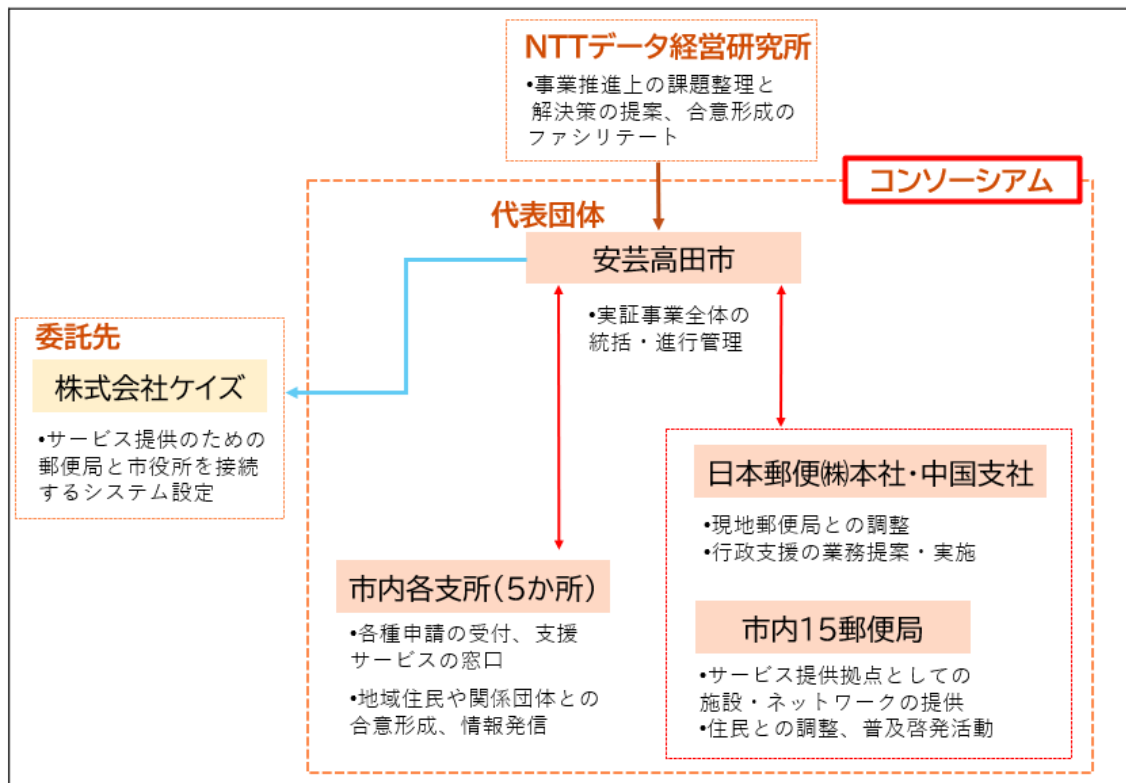 NTTデータ経営研究所
•事業推進上の課題整理と
解決策の提案、合意形成の
ファシリテート
コンソーシアム
代表団体
安芸高田市
•実証事業全体の
統括・進行管理
委託先
株式会社ケイズ
•サービス提供のための
郵便局と市役所を接続
するシステム設定
日本郵便㈱本社・中国支社
•現地郵便局との調整
•行政支援の業務提案・実施
市内各支所(5か所)
•各種申請の受付、支援
サービスの窓口
•地域住民や関係団体との
合意形成、情報発信
市内15郵便局
•サービス提供拠点としての
施設・ネットワークの提供
•住民との調整、普及啓発活動